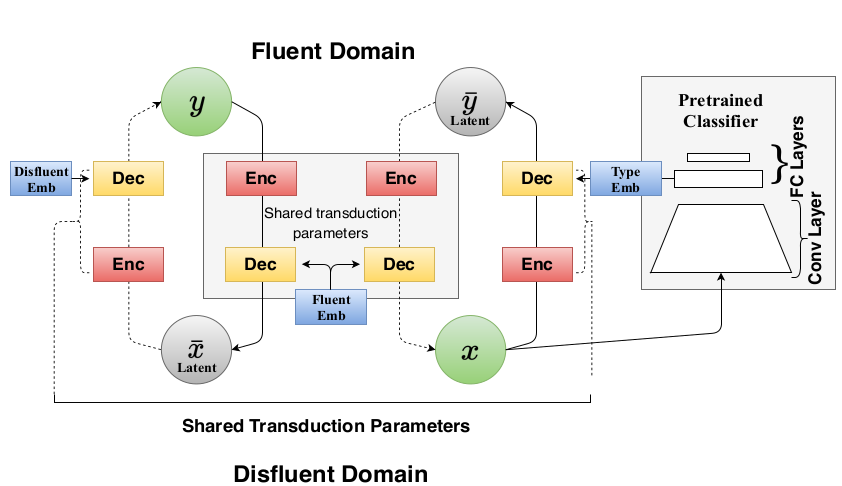 Fluent Domain
y
ȳ
Latent
Pretrained
Classifier
FC Layers
Disfluent
Emb
Dec
Enc
Enc
Dec
Type
Emb
Shared transduction
parameters
Conv Layer
Enc
Dec
Dec
Enc
Fluent
Emb
x̄
Latent
x
Shared Transduction Parameters
Disfluent Domain